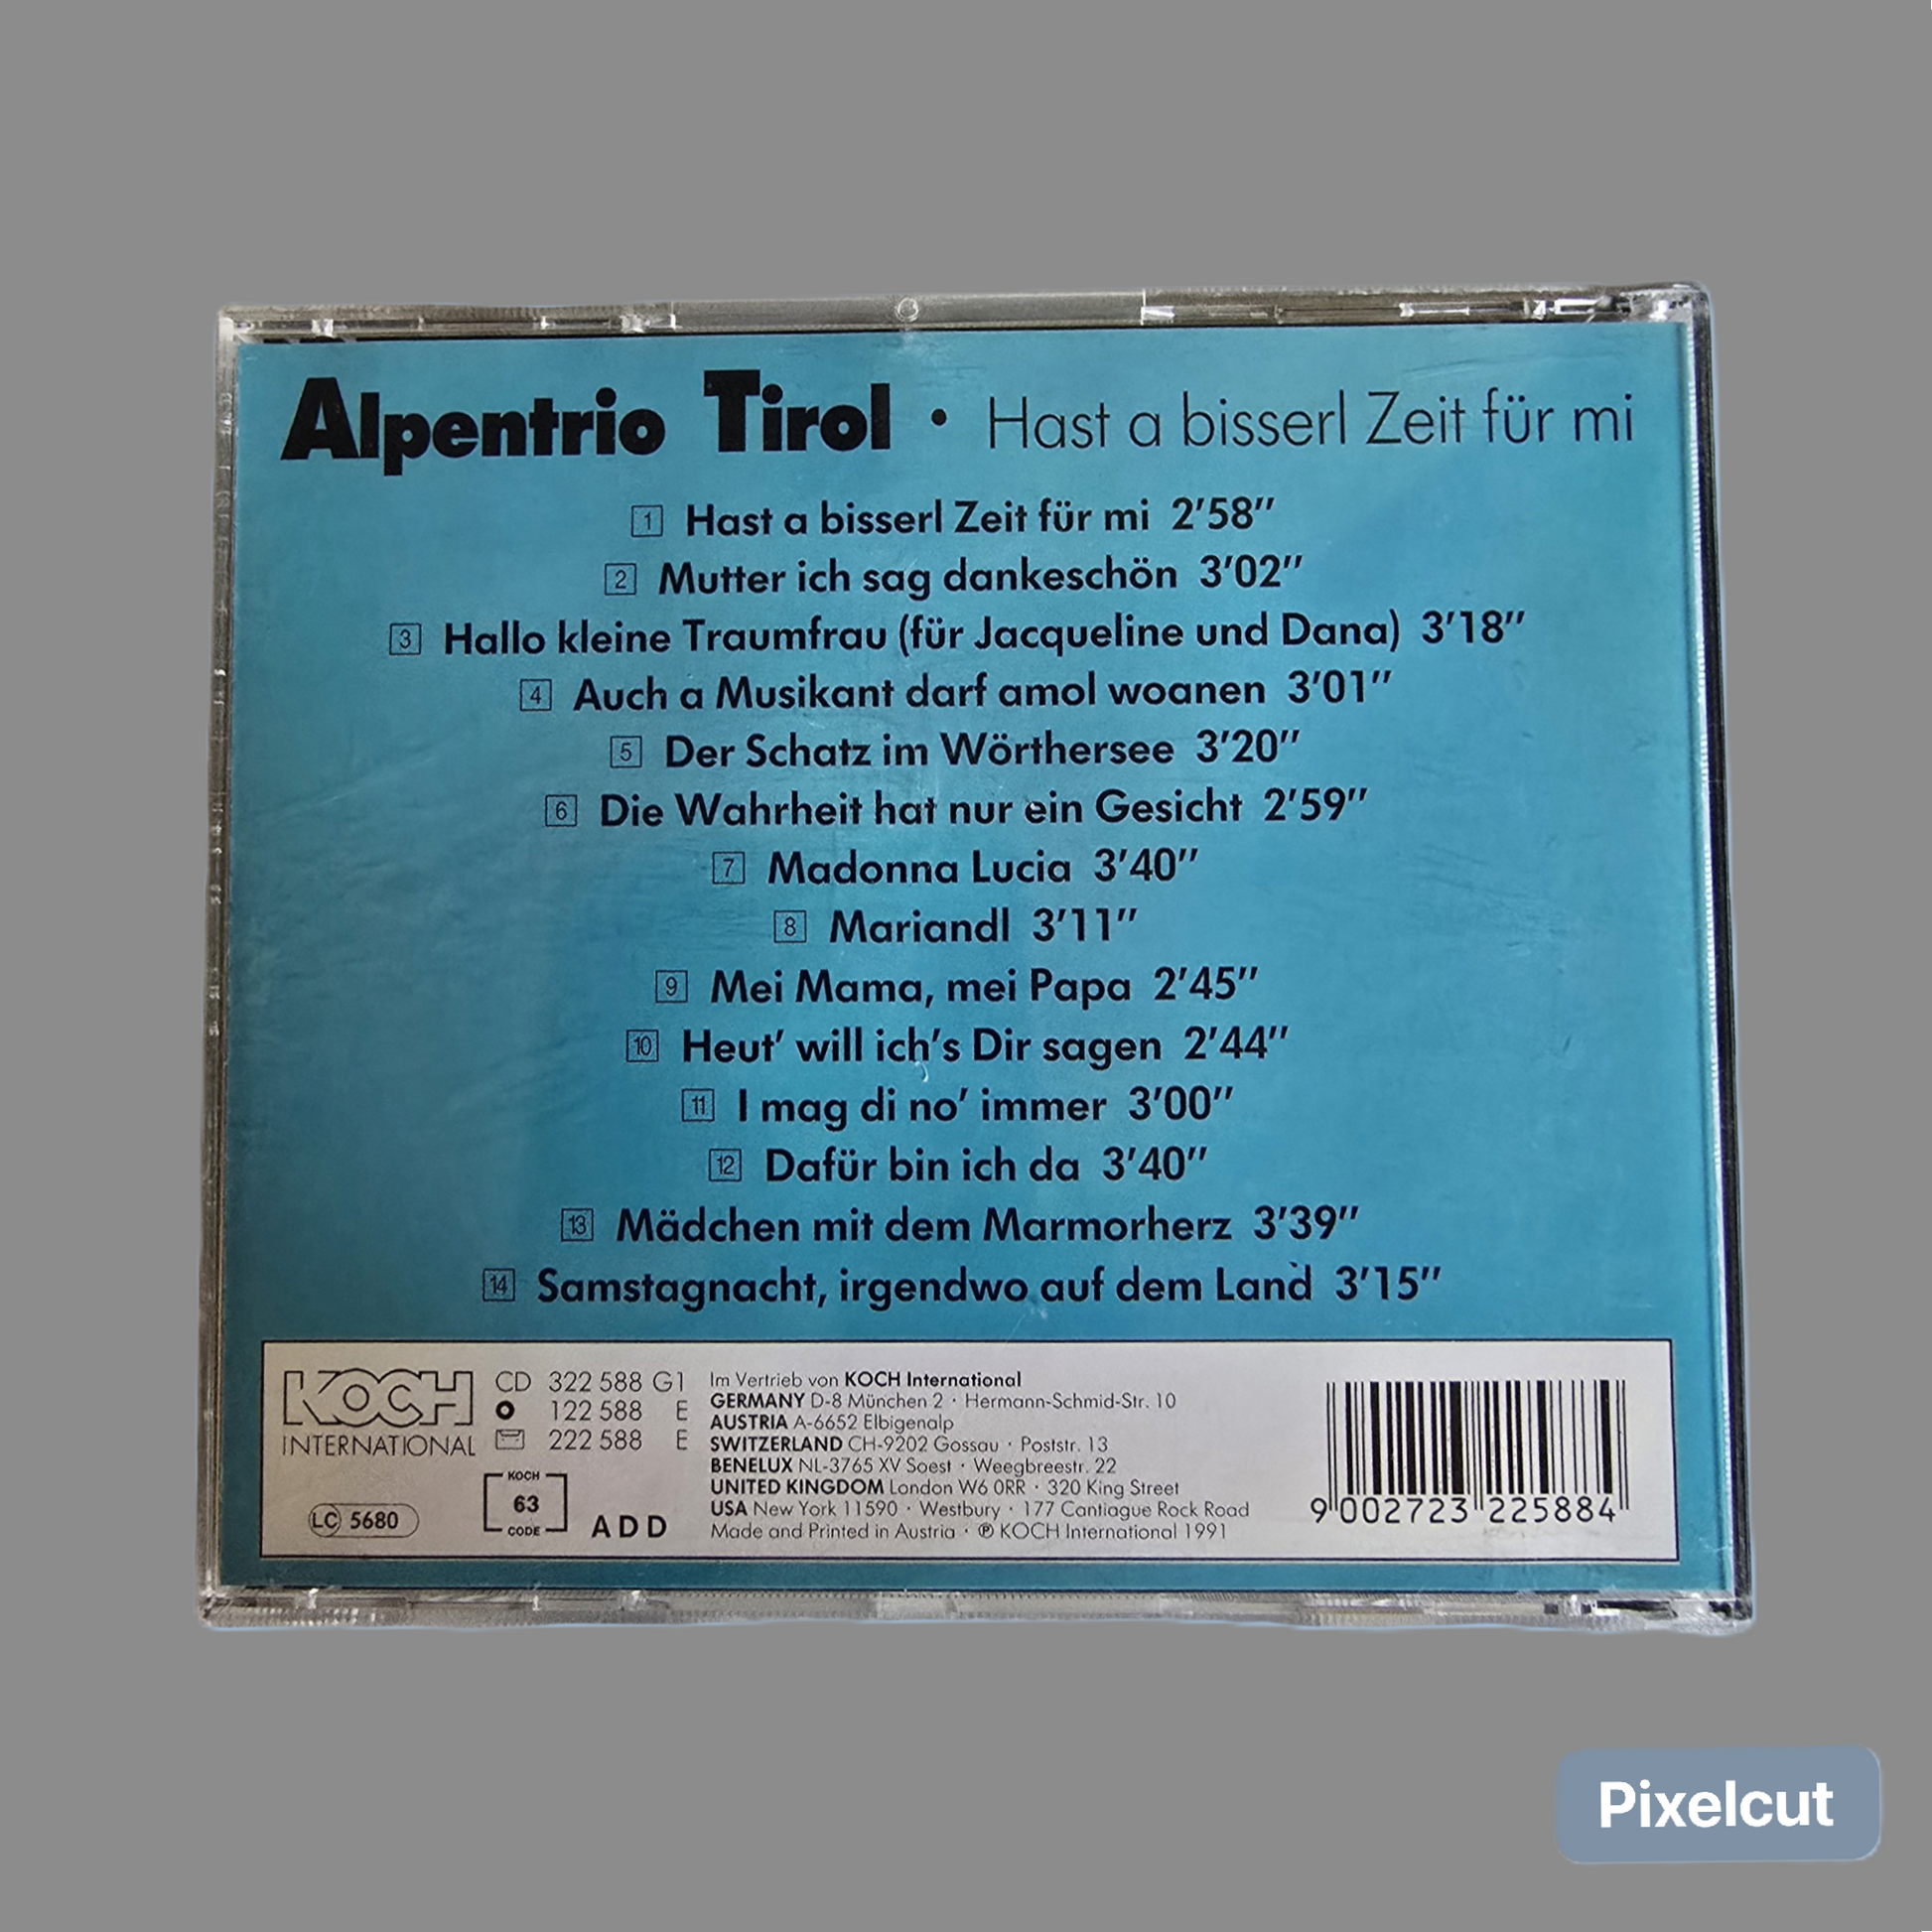 Alpentrio Tirol · Hast a bisserl Zeit für mi
1 Hast a bisserl Zeit für mi 2'58''
2 Mutter ich sag dankeschön 3'02''
3 Hallo kleine Traumfrau (für Jacqueline und Dana) 3'18''
4 Auch a Musikant darf amol woanen 3'01''
5 Der Schatz im Wörthersee 3'20''
6 Die Wahrheit hat nur ein Gesicht 2'59''
7 Madonna Lucia 3'40''
8 Mariandl 3'11''
9 Mei Mama, mei Papa 2'45''
10 Heut' will ich's Dir sagen 2'44''
11 I mag di no' immer 3'00''
12 Dafür bin ich da 3'40''
13 Mädchen mit dem Marmorherz 3'39''
14 Samstagnacht, irgendwo auf dem Land 3'15''
KOCH
INTERNATIONAL
LC 5680
CD 322 588 G1
122 588 E
222 588 E
KOCH
63
CODE
ADD
Im Vertrieb von KOCH International
GERMANY D-8 München 2 · Hermann-Schmid-Str. 10
AUSTRIA A-6652 Elbigenalp
SWITZERLAND CH-9202 Gossau · Poststr. 13
BENELUX NL-3765 XV Soest · Weegbreestr. 22
UNITED KINGDOM London W6 0RR · 320 King Street
USA New York 11590 · Westbury · 177 Cantiague Rock Road
Made and Printed in Austria · ℗ KOCH International 1991
9 002723 225884
Pixelcut